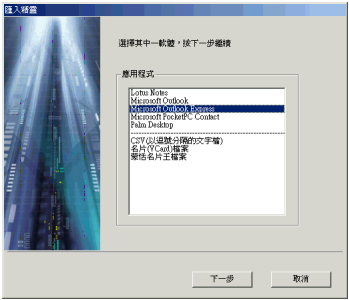 匯入精靈
選擇其中一軟體，按下一步繼續
應用程式
Lotus Notes
Microsoft Outlook
Microsoft Outlook Express
Microsoft PocketPC Contact
Palm Desktop
CSV(以逗號分隔的文字檔)
名片(VCard)檔案
蒙恬名片王檔案
下一步
取消